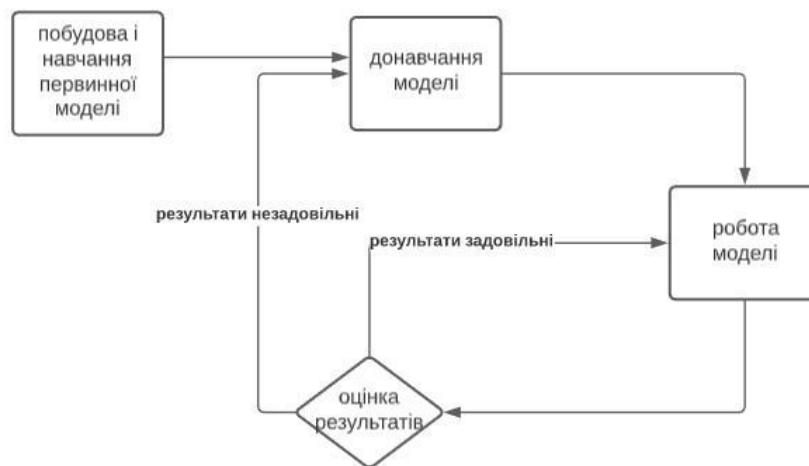 побудова і
навчання
первинної
моделі
донавчання
моделі
результати незадовільні
результати задовільні
робота
моделі
оцінка
результатів